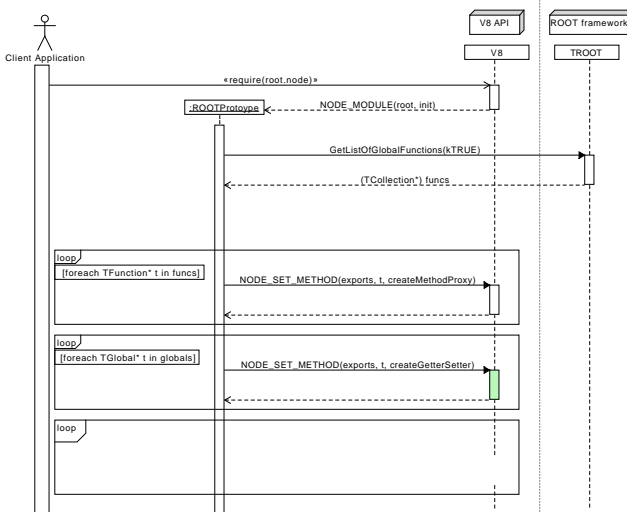 V8 API
ROOT framework
Client Application
V8
TROOT
«require(root.node)»
:ROOTPrototype
NODE_MODULE(root, init)
GetListOfGlobalFunctions(kTRUE)
(TCollection*) funcs
loop
[foreach TFunction* t in funcs]
NODE_SET_METHOD(exports, t, createMethodProxy)
loop
[foreach TGlobal* t in globals]
NODE_SET_METHOD(exports, t, createGetterSetter)
loop